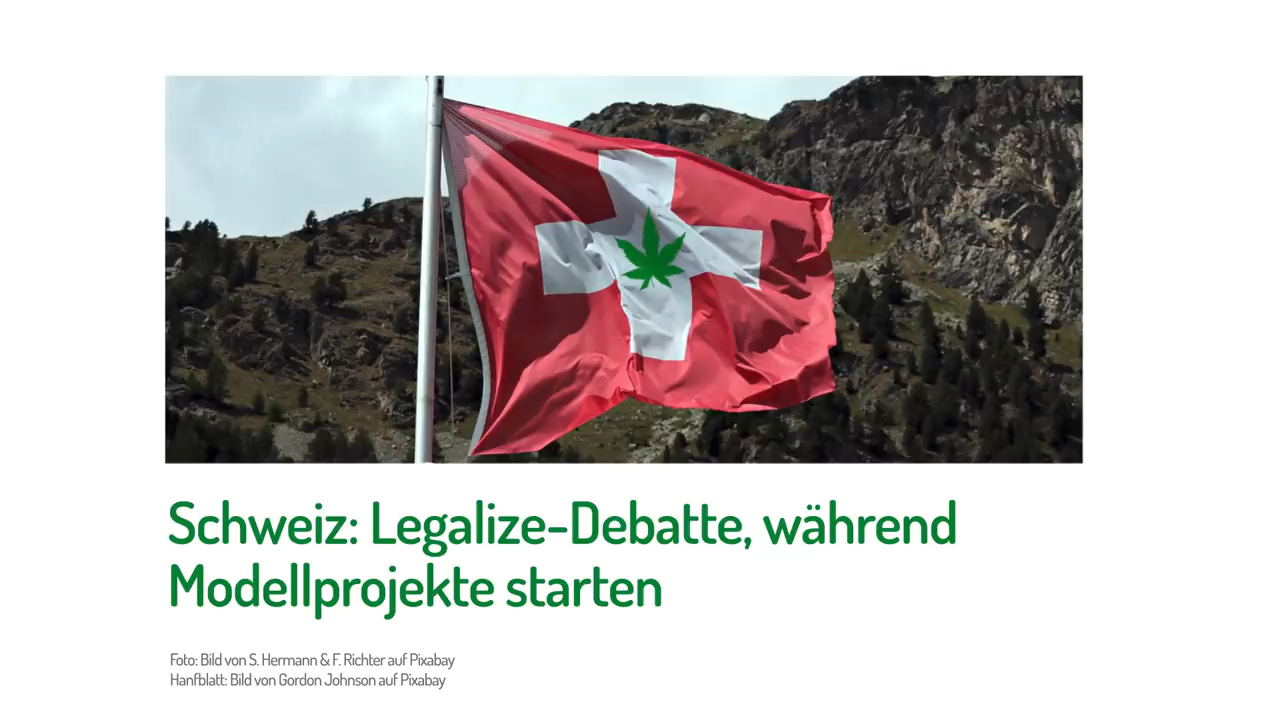 Schweiz: Legalize-Debatte, während
Modellprojekte starten
Foto: Bild von S. Hermann & F. Richter auf Pixabay
Hanfblatt: Bild von Gordon Johnson auf Pixabay